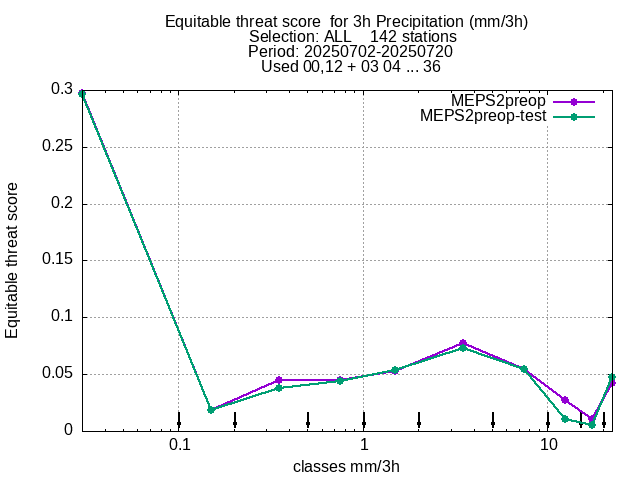 Equitable threat score  for 3h Precipitation (mm/3h)
Selection: ALL    142 stations
Period: 20250702-20250720
Used 00,12 + 03 04 ... 36
MEPS2preop
MEPS2preop-test
Equitable threat score
0.3
0.25
0.2
0.15
0.1
0.05
0
0.1
1
10
classes mm/3h